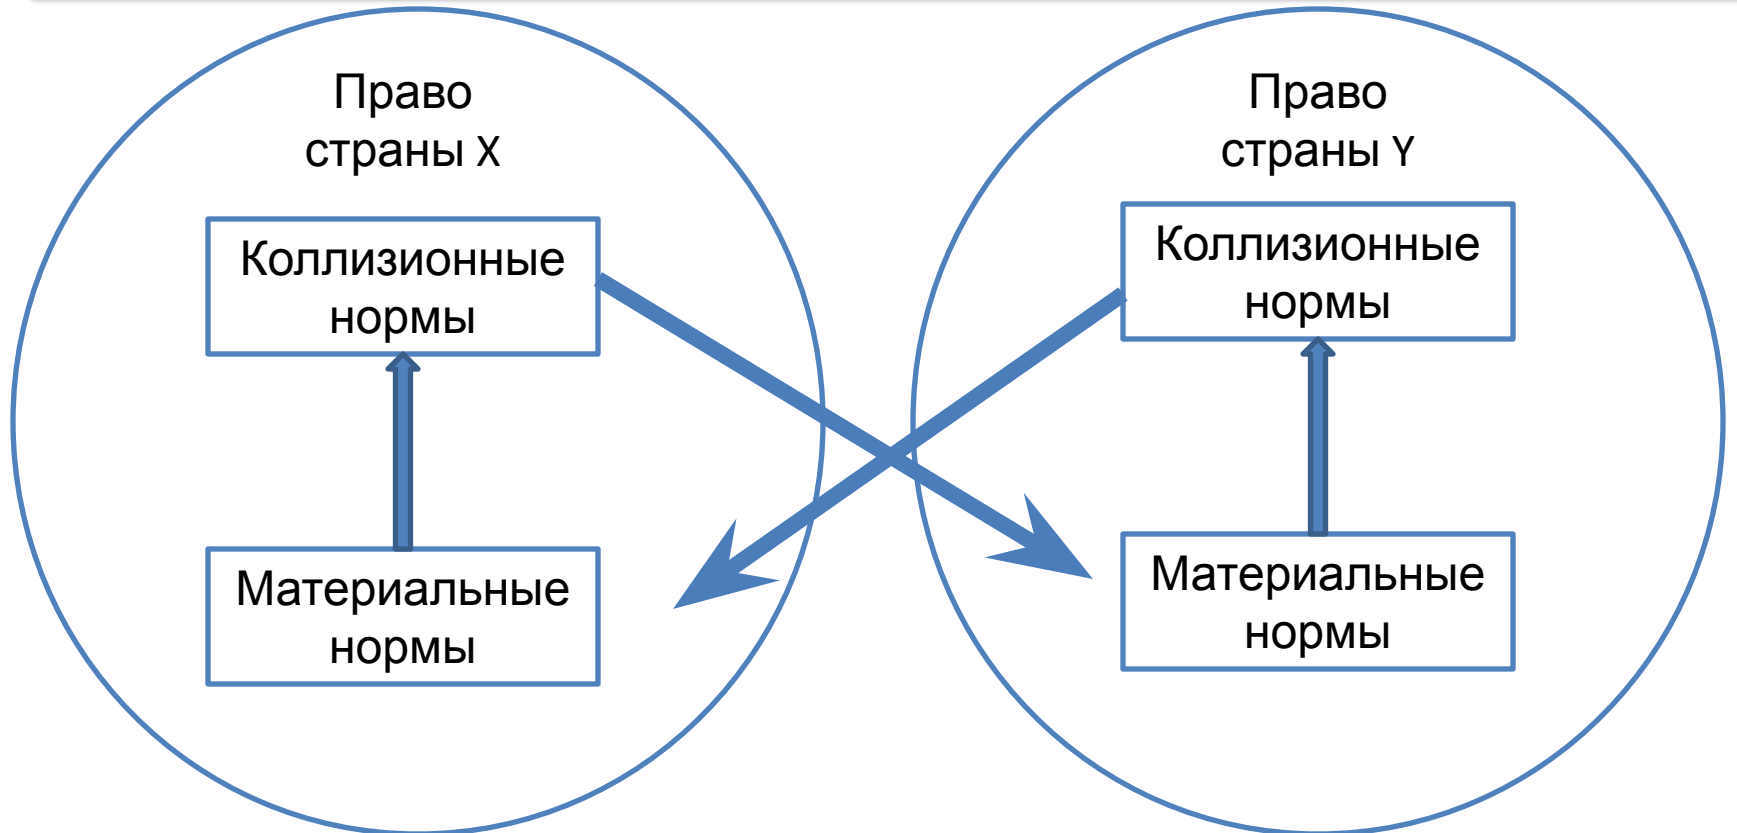 Право
страны X
Коллизионные
нормы
Материальные
нормы
Право
страны Y
Коллизионные
нормы
Материальные
нормы